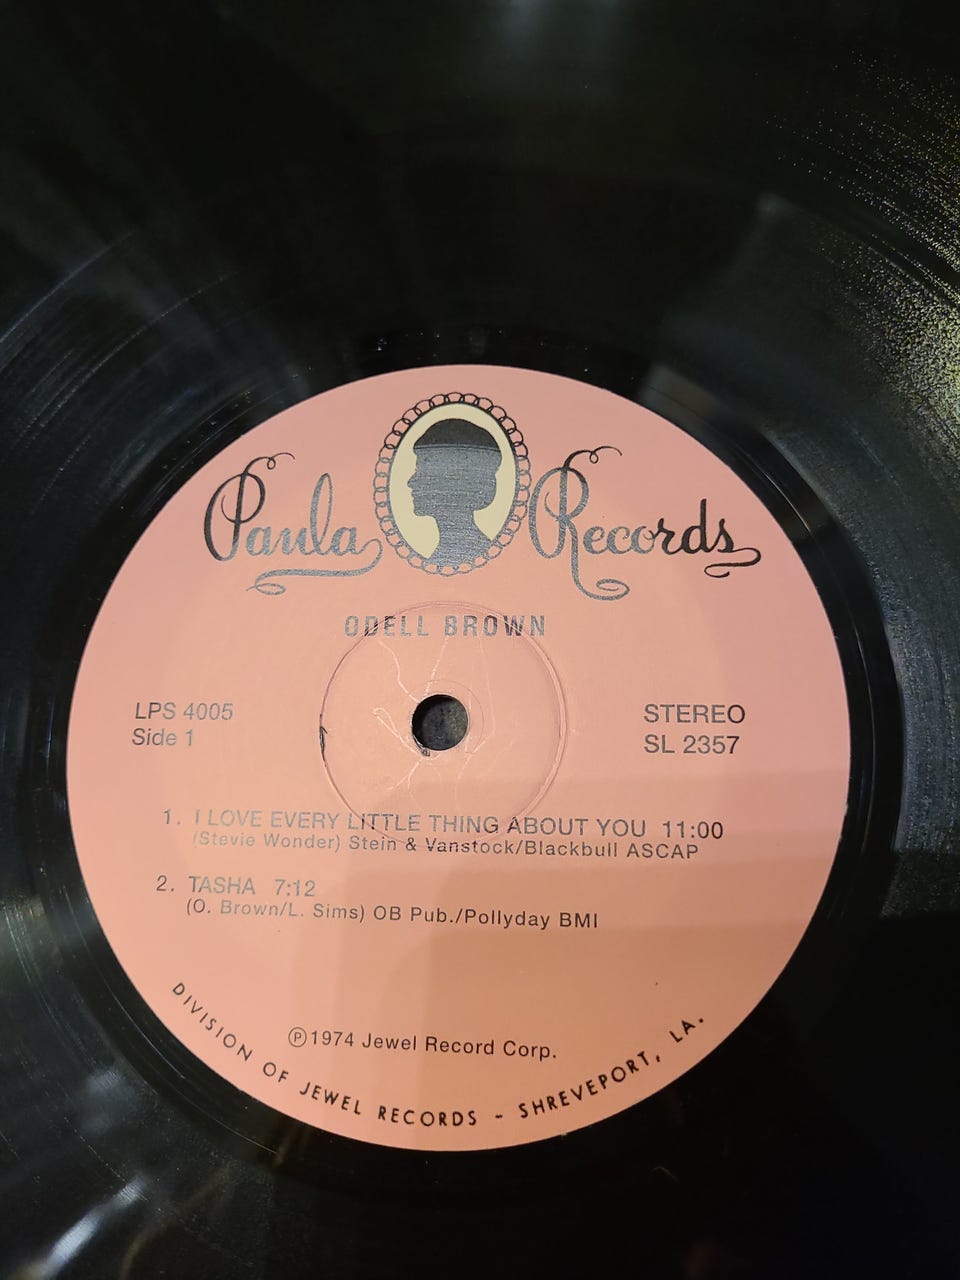 Paula Records
ODELL BROWN
LPS 4005
Side 1
STEREO
SL 2357
1. I LOVE EVERY LITTLE THING ABOUT YOU 11:00
(Stevie Wonder) Stein & Vanstock/Blackbull ASCAP
2. TASHA 7:12
(O. Brown/L. Sims) OB Pub./Pollyday BMI
℗1974 Jewel Record Corp.
DIVISION OF JEWEL RECORDS - SHREVEPORT, LA.